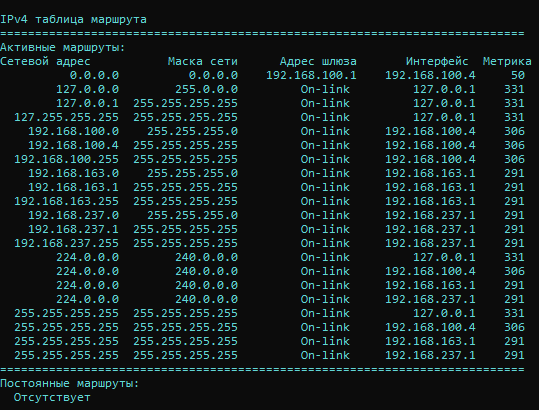 IPv4 таблица маршрута
===========================================================================
Активные маршруты:
Сетевой адрес           Маска сети      Адрес шлюза       Интерфейс  Метрика
          0.0.0.0          0.0.0.0    192.168.100.1    192.168.100.4     50
        127.0.0.0        255.0.0.0         On-link         127.0.0.1    331
        127.0.0.1  255.255.255.255         On-link         127.0.0.1    331
  127.255.255.255  255.255.255.255         On-link         127.0.0.1    331
    192.168.100.0    255.255.255.0         On-link     192.168.100.4    306
    192.168.100.4  255.255.255.255         On-link     192.168.100.4    306
  192.168.100.255  255.255.255.255         On-link     192.168.100.4    306
    192.168.163.0    255.255.255.0         On-link     192.168.163.1    291
    192.168.163.1  255.255.255.255         On-link     192.168.163.1    291
  192.168.163.255  255.255.255.255         On-link     192.168.163.1    291
    192.168.237.0    255.255.255.0         On-link     192.168.237.1    291
    192.168.237.1  255.255.255.255         On-link     192.168.237.1    291
  192.168.237.255  255.255.255.255         On-link     192.168.237.1    291
        224.0.0.0        240.0.0.0         On-link         127.0.0.1    331
        224.0.0.0        240.0.0.0         On-link     192.168.100.4    306
        224.0.0.0        240.0.0.0         On-link     192.168.163.1    291
        224.0.0.0        240.0.0.0         On-link     192.168.237.1    291
  255.255.255.255  255.255.255.255         On-link         127.0.0.1    331
  255.255.255.255  255.255.255.255         On-link     192.168.100.4    306
  255.255.255.255  255.255.255.255         On-link     192.168.163.1    291
  255.255.255.255  255.255.255.255         On-link     192.168.237.1    291
===========================================================================
Постоянные маршруты:
  Отсутствует